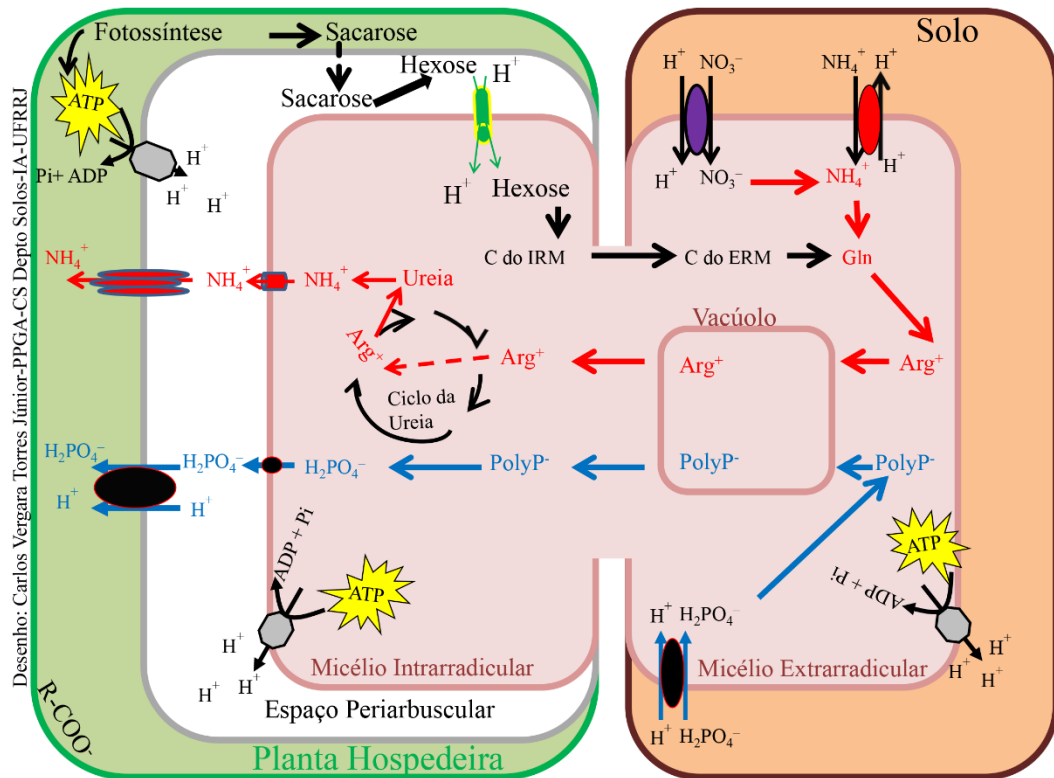 Fotossíntese
Sacarose
Solo
Hexose
H⁺
Sacarose
ATP
H⁺
NO₃⁻
NH₄⁺
H⁺
Pi+ ADP
H⁺
H⁺
H⁺
H⁺
Hexose
H⁺
NO₃⁻
NH₄⁺
H⁺
NH₄⁺
NH₄⁺
NH₄⁺
Ureia
C do IRM
C do ERM
Gln
Vacúolo
Arg⁺
Arg⁺
Arg⁺
Arg⁺
Ciclo da
Ureia
H₂PO₄⁻
H₂PO₄⁻
H₂PO₄⁻
PolyP⁻
PolyP⁻
PolyP⁻
H⁺
H⁺
ADP + Pi
ATP
ATP
ADP + Pi
H⁺
H₂PO₄⁻
H⁺
H⁺
H⁺
Micélio Intrarradicular
Micélio Extrarradicular
H⁺
H⁺
Espaço Periarbuscular
H⁺
H₂PO₄⁻
R-COO⁻
Planta Hospedeira
Desenho: Carlos Vergara Torres Júnior-PPGA-CS Depto Solos-IA-UFRRJ